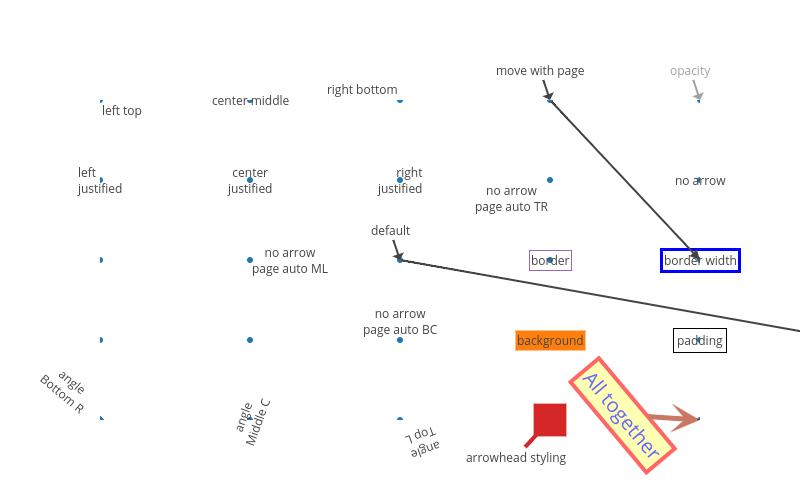 move with page
opacity
right bottom
center middle
left top
left
justified
center
justified
right
justified
no arrow
page auto TR
no arrow
default
no arrow
page auto ML
border
border width
no arrow
page auto BC
background
padding
angle
Bottom R
angle
Middle C
angle
Top L
arrowhead styling
All together